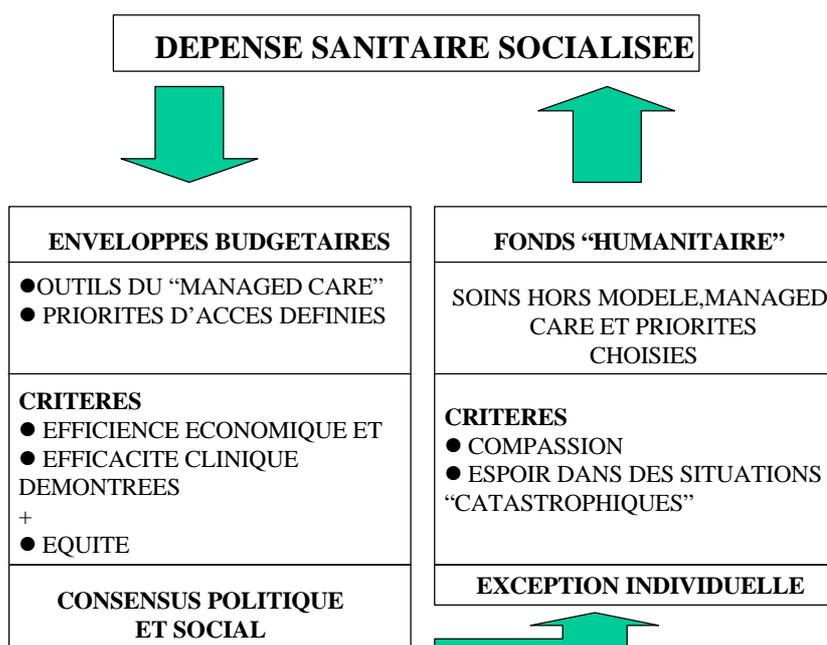 DEPENSE SANITAIRE SOCIALISEE
ENVELOPPES BUDGETAIRES
●OUTILS DU “MANAGED CARE”
● PRIORITES D’ACCES DEFINIES
CRITERES
● EFFICIENCE ECONOMIQUE ET
● EFFICACITE CLINIQUE
DEMONTREES
+
● EQUITE
CONSENSUS POLITIQUE
ET SOCIAL
FONDS “HUMANITAIRE”
SOINS HORS MODELE,MANAGED
CARE ET PRIORITES
CHOISIES
CRITERES
● COMPASSION
● ESPOIR DANS DES SITUATIONS
“CATASTROPHIQUES”
EXCEPTION INDIVIDUELLE